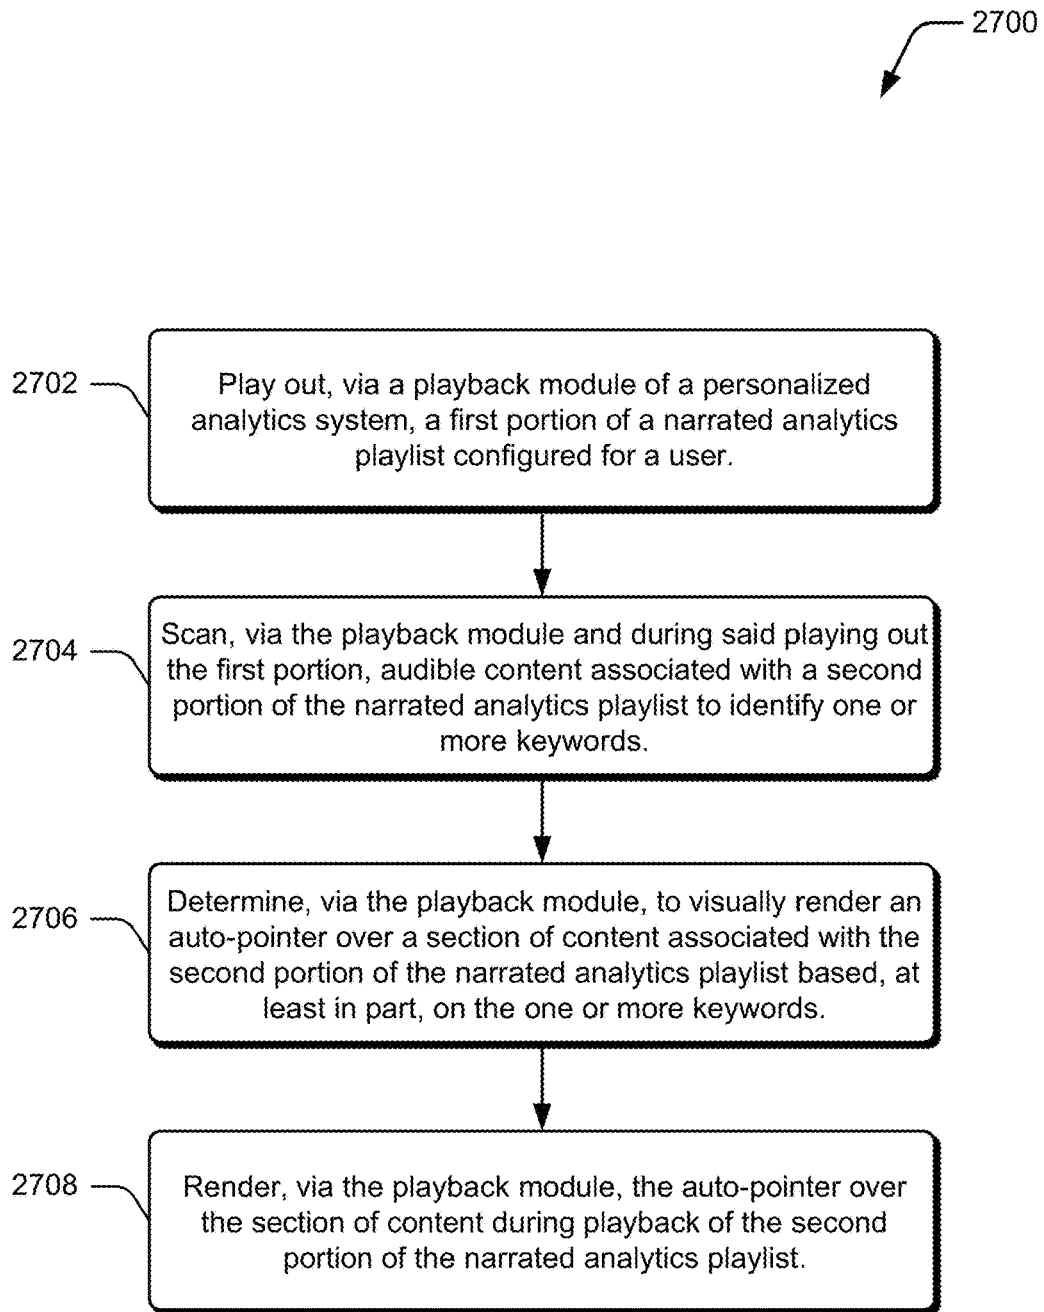 2700
2702
Play out, via a playback module of a personalized
analytics system, a first portion of a narrated analytics
playlist configured for a user.
2704
Scan, via the playback module and during said playing out
the first portion, audible content associated with a second
portion of the narrated analytics playlist to identify one or
more keywords.
2706
Determine, via the playback module, to visually render an
auto-pointer over a section of content associated with the
second portion of the narrated analytics playlist based, at
least in part, on the one or more keywords.
2708
Render, via the playback module, the auto-pointer over
the section of content during playback of the second
portion of the narrated analytics playlist.